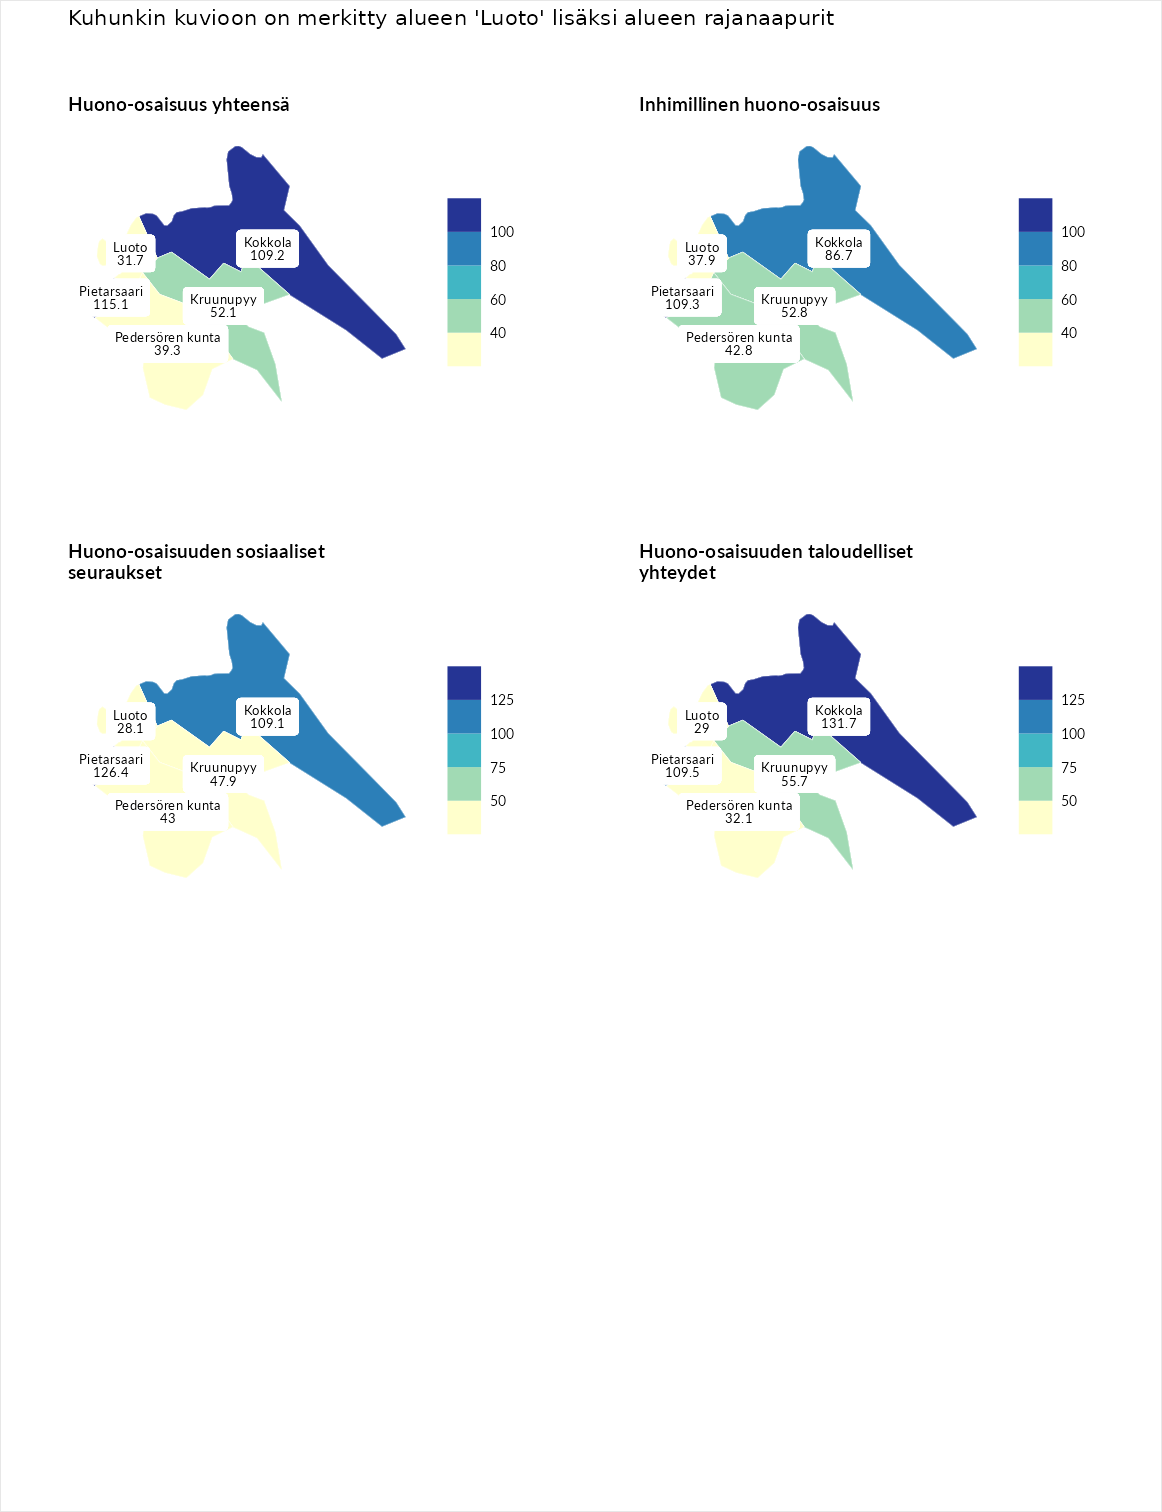 Kuhunkin kuvioon on merkitty alueen 'Luoto' lisäksi alueen rajanaapurit
Huono-osaisuus yhteensä
Luoto
31.7
Kokkola
109.2
Pietarsaari
115.1
Kruunupyy
52.1
Pedersören kunta
39.3
100
80
60
40
Inhimillinen huono-osaisuus
Luoto
37.9
Kokkola
86.7
Pietarsaari
109.3
Kruunupyy
52.8
Pedersören kunta
42.8
100
80
60
40
Huono-osaisuuden sosiaaliset
seuraukset
Luoto
28.1
Kokkola
109.1
Pietarsaari
126.4
Kruunupyy
47.9
Pedersören kunta
43
125
100
75
50
Huono-osaisuuden taloudelliset
yhteydet
Luoto
29
Kokkola
131.7
Pietarsaari
109.5
Kruunupyy
55.7
Pedersören kunta
32.1
125
100
75
50